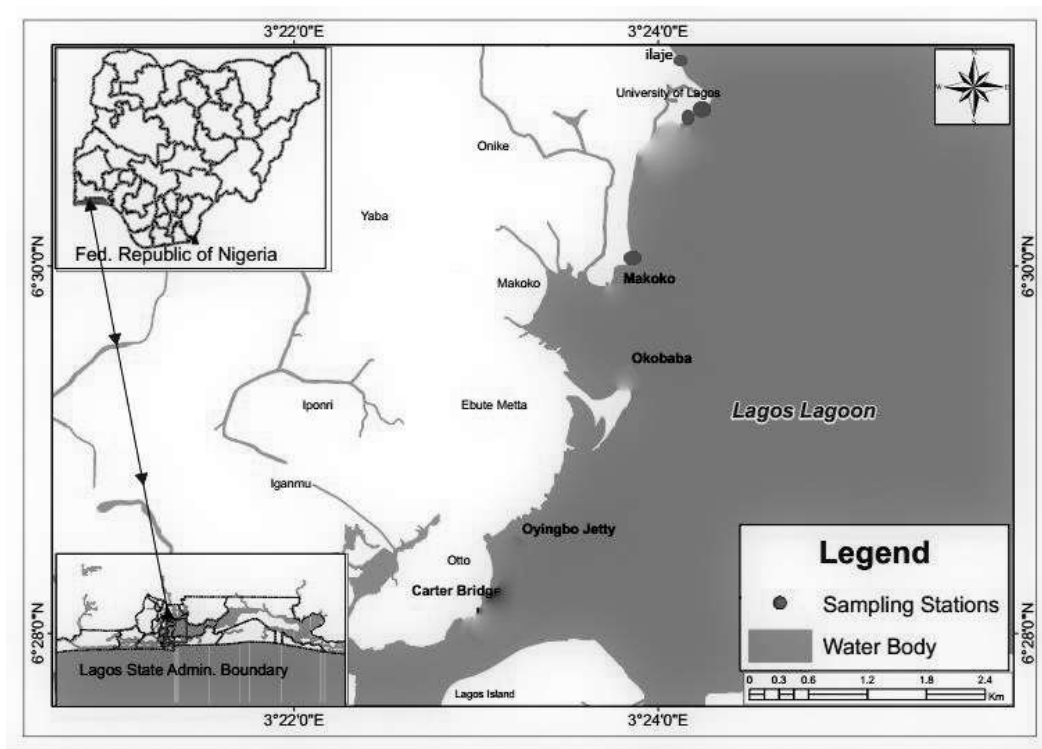 3°22'0"E
3°24'0"E
ilaje
N
W
E
S
University of Lagos
Onike
Yaba
Fed. Republic of Nigeria
6°30'0"N
6°30'0"N
Makoko
Makoko
Okobaba
Iponri
Ebute Metta
Lagos Lagoon
Iganmu
Oyingbo Jetty
Otto
Carter Bridge
Legend
Sampling Stations
Water Body
6°28'0"N
6°28'0"N
Lagos State Admin. Boundary
Lagos Island
0 0.3 0.6 1.2 1.8 2.4
Km
3°22'0"E
3°24'0"E